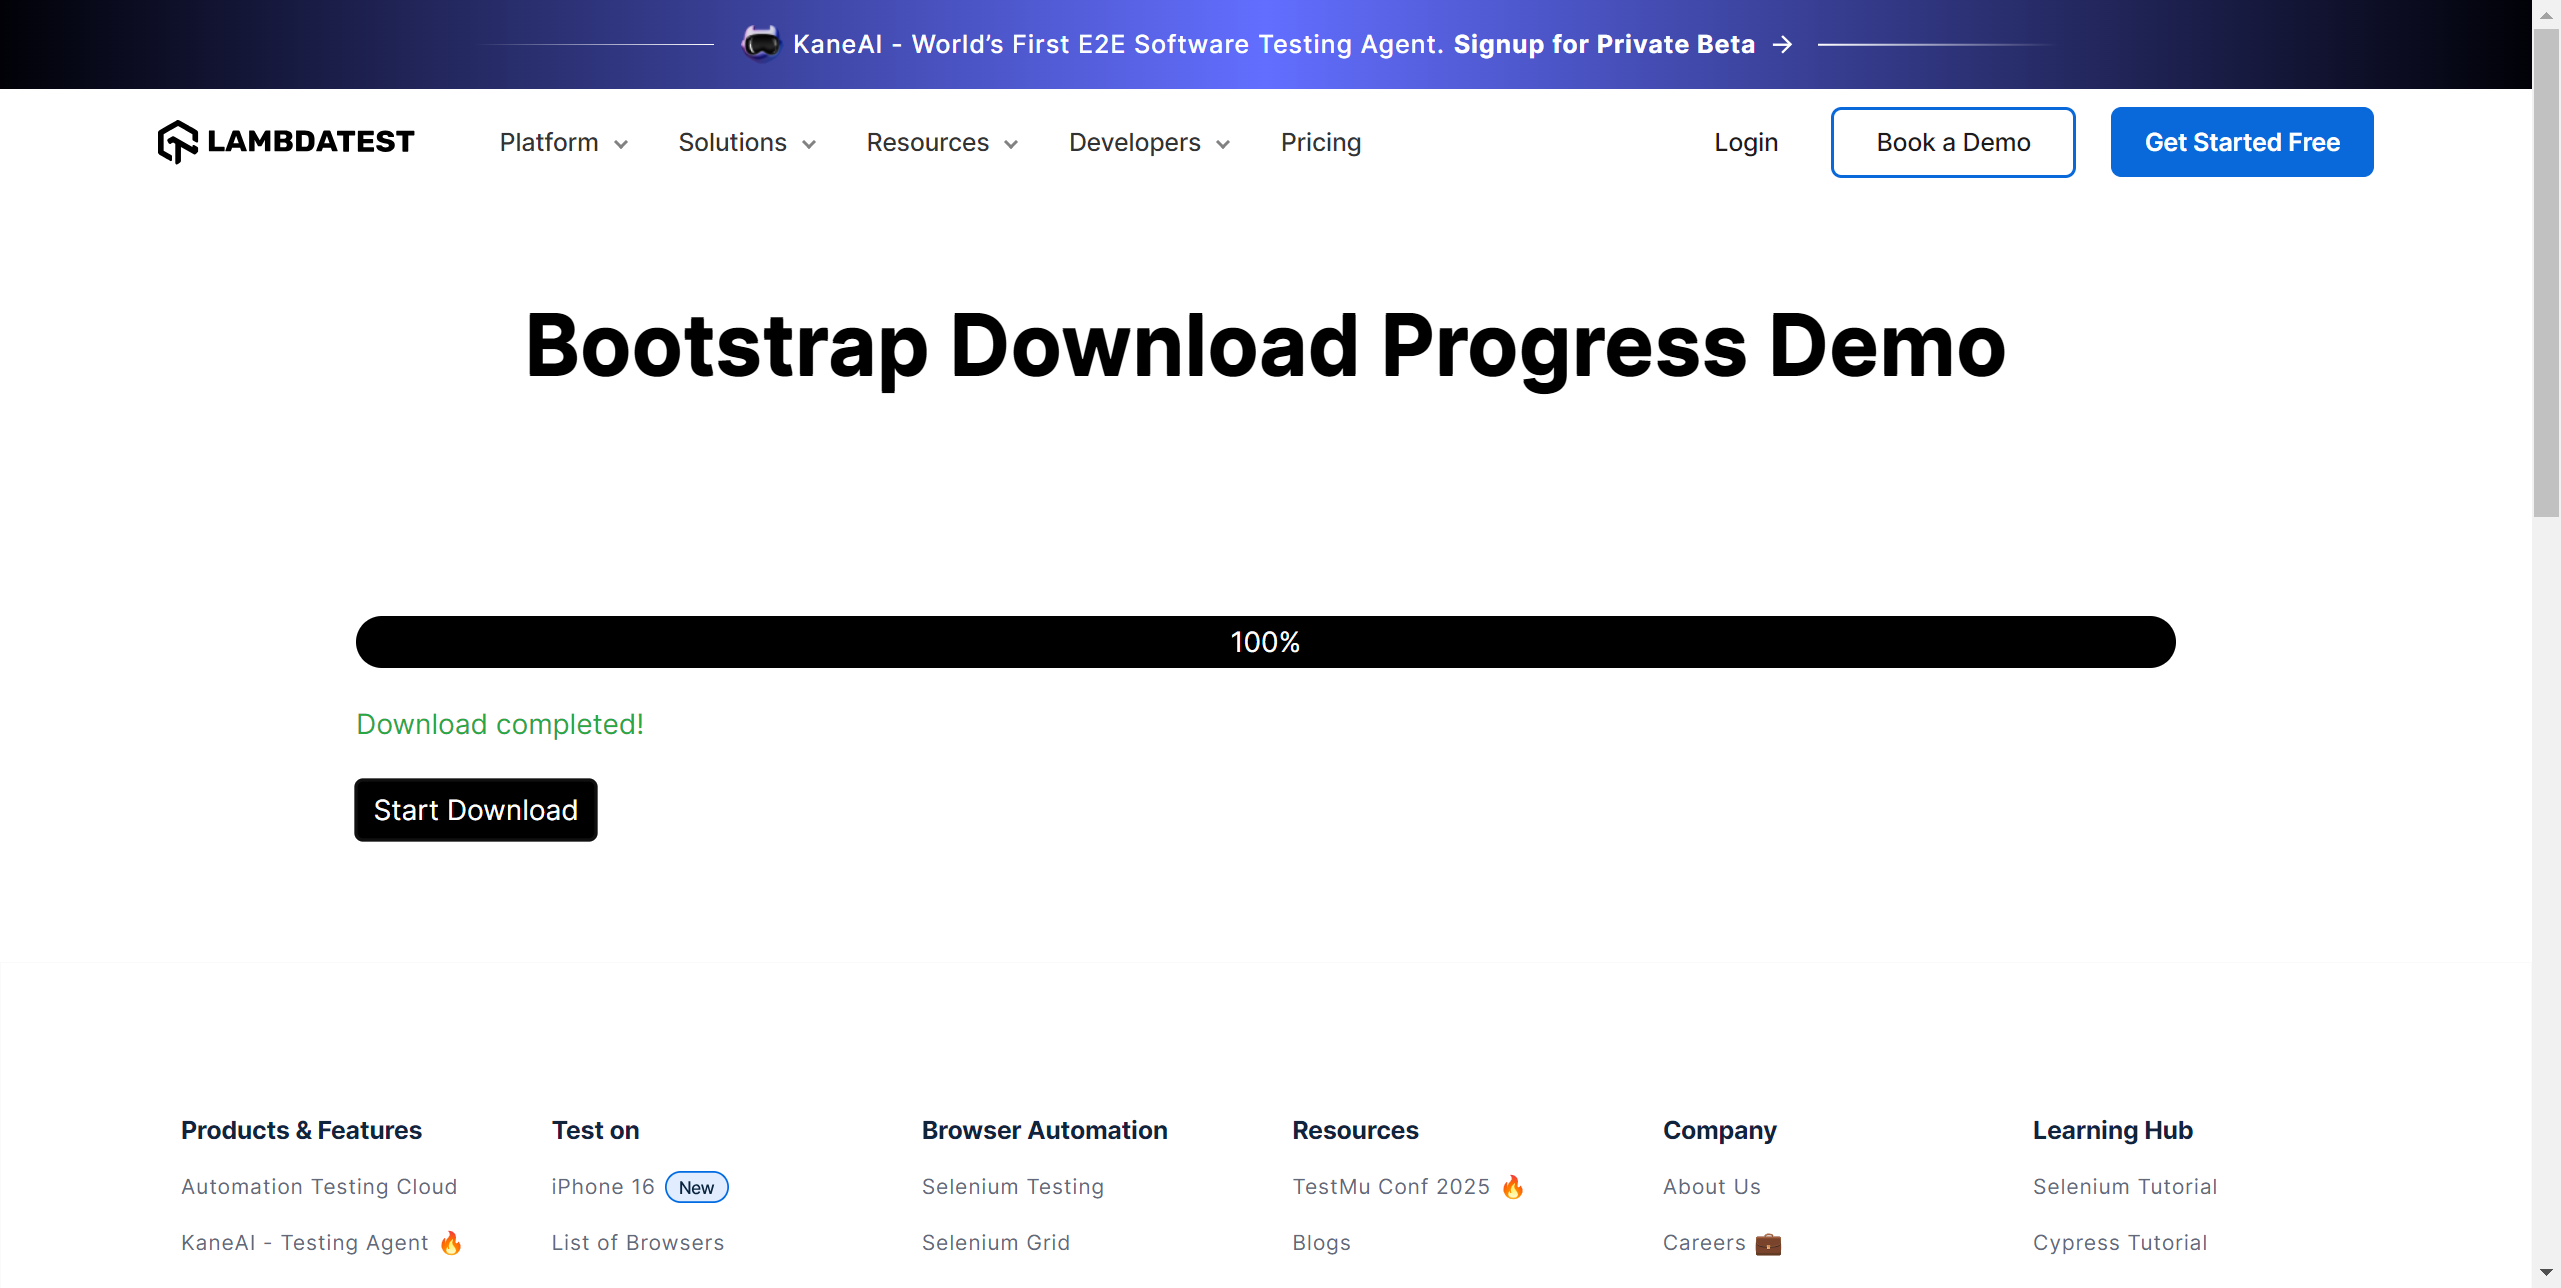 KaneAI - World’s First E2E Software Testing Agent. Signup for Private Beta →
LAMBDATEST Platform Solutions Resources Developers Pricing Login Book a Demo Get Started Free
Bootstrap Download Progress Demo
100%
Download completed!
Start Download
Products & Features Test on Browser Automation Resources Company Learning Hub
Automation Testing Cloud iPhone 16 New Selenium Testing TestMu Conf 2025 🔥 About Us Selenium Tutorial
KaneAI - Testing Agent 🔥 List of Browsers Selenium Grid Blogs Careers 💼 Cypress Tutorial